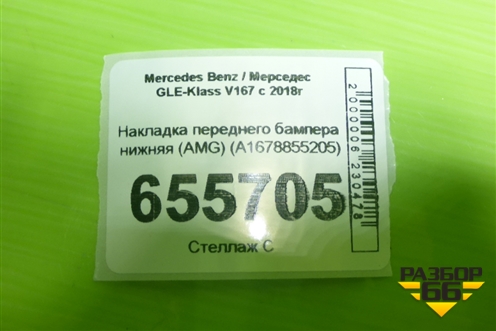 Mercedes Benz / Мерседес
GLE-Klass V167 с 2018г
Накладка переднего бампера
нижняя (AMG) (A1678855205)
655705
Стеллаж С
2000006230478
РАЗБОР
66